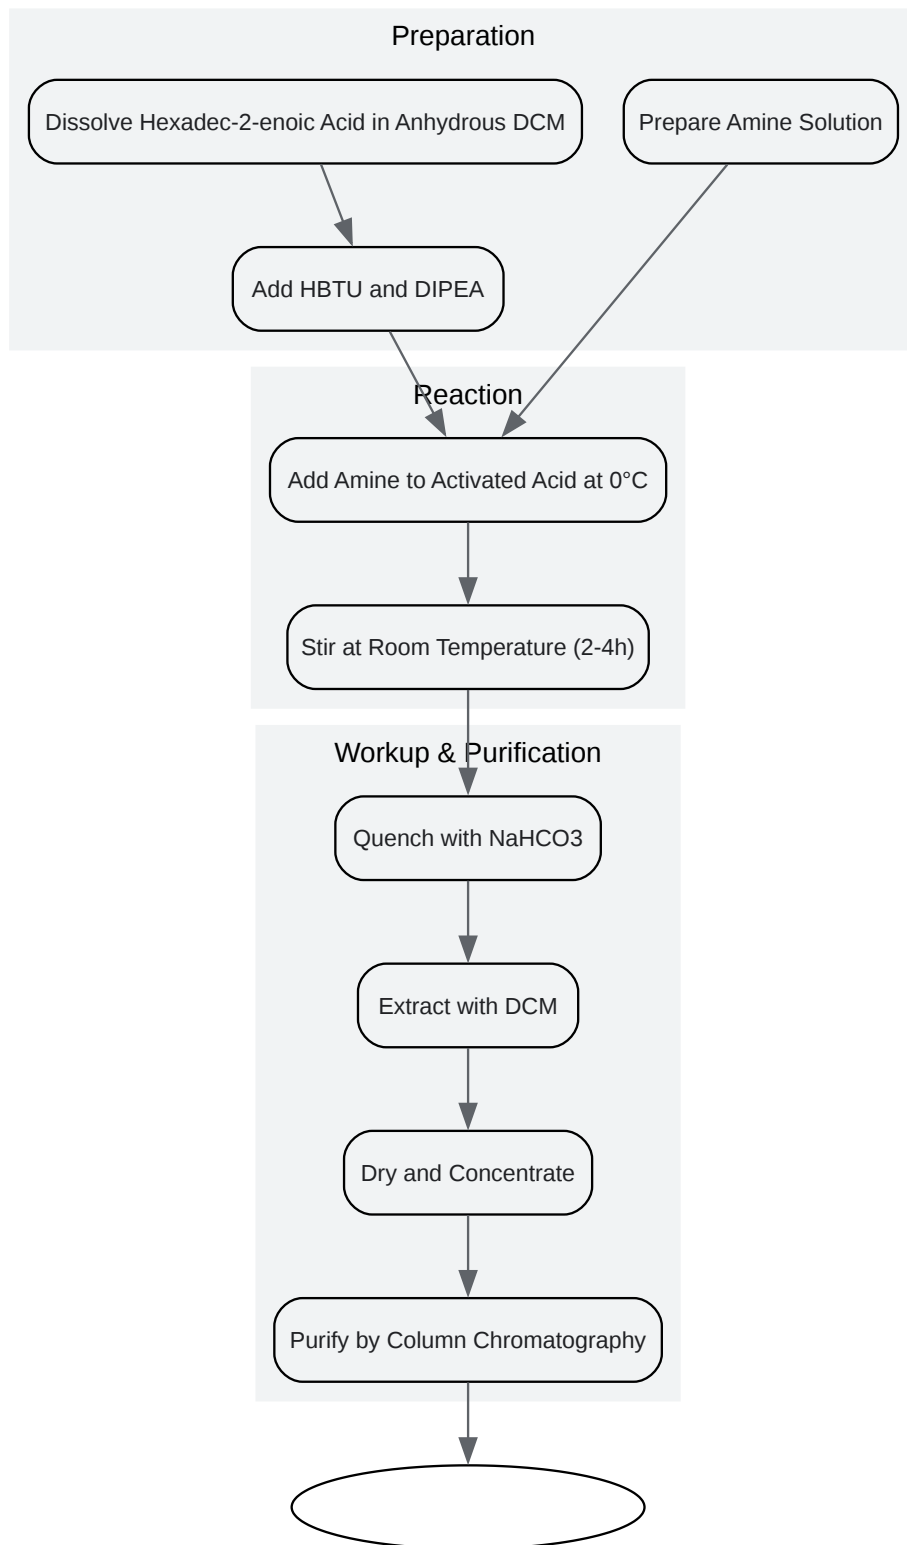 Preparation
Dissolve Hexadec-2-enoic Acid in Anhydrous DCM
Prepare Amine Solution
Add HBTU and DIPEA
Reaction
Add Amine to Activated Acid at 0°C
Stir at Room Temperature (2-4h)
Workup & Purification
Quench with NaHCO3
Extract with DCM
Dry and Concentrate
Purify by Column Chromatography